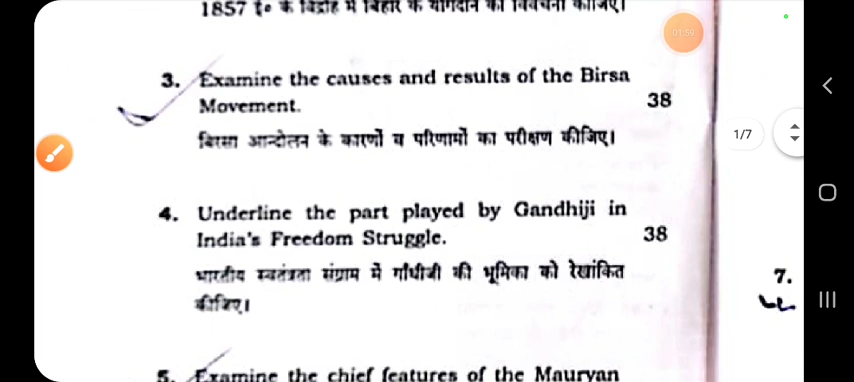 1857 ई० के विद्रोह में बिहार के योगदान की विवेचना कीजिए।
01:54
3. Examine the causes and results of the Birsa
Movement. 38
बिरसा आन्दोलन के कारणों व परिणामों का परीक्षण कीजिए।
1/7
4. Underline the part played by Gandhiji in
India's Freedom Struggle. 38
भारतीय स्वतंत्रता संग्राम में गाँधीजी की भूमिका को रेखांकित
कीजिए।
7.
5. Examine the chief features of the Mauryan